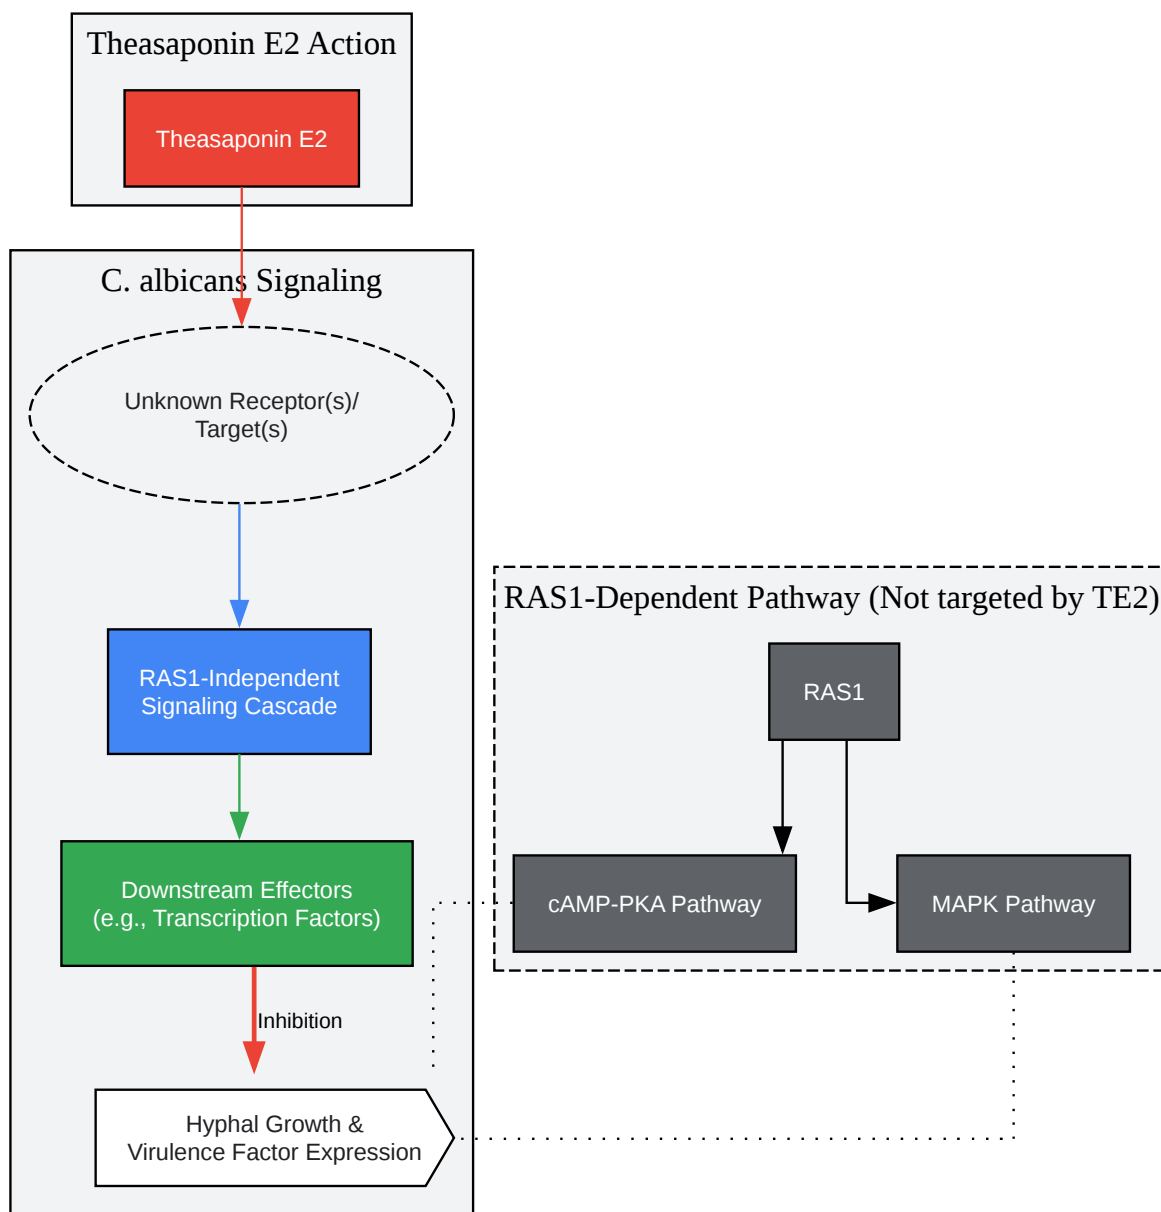 Theasaponin E2 Action
Theasaponin E2
C. albicans Signaling
Unknown Receptor(s)/
Target(s)
RAS1-Dependent Pathway (Not targeted by TE2)
RAS1-Independent
Signaling Cascade
RAS1
Downstream Effectors
(e.g., Transcription Factors)
cAMP-PKA Pathway
MAPK Pathway
Inhibition
Hyphal Growth &
Virulence Factor Expression